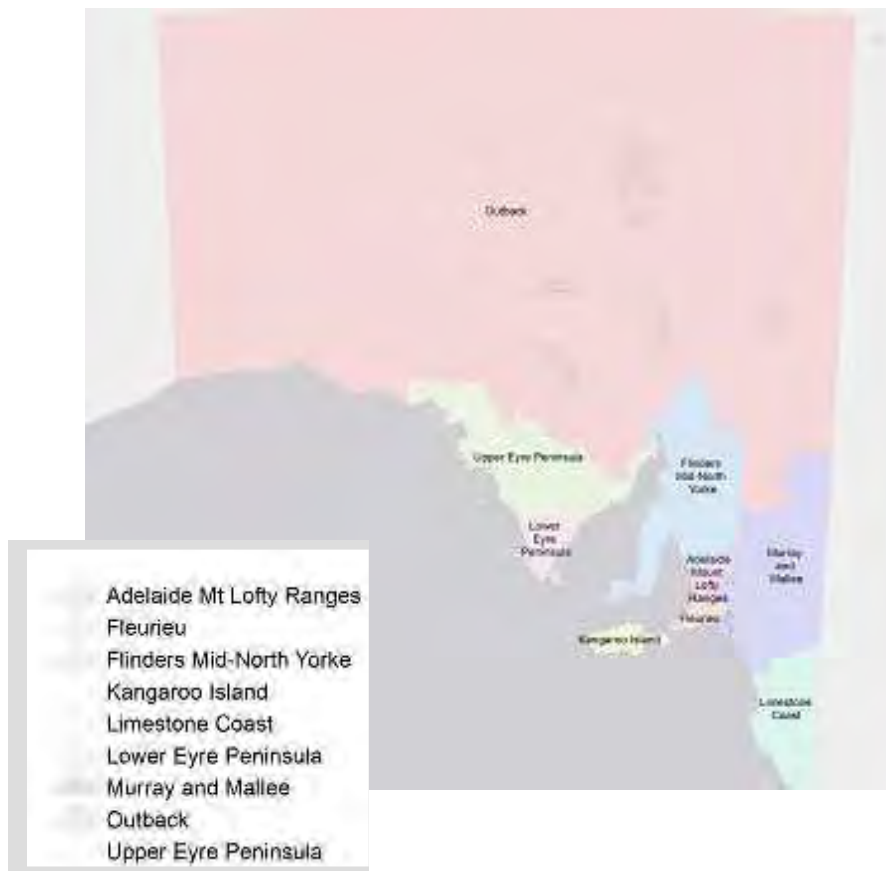 Outback
Upper Eyre Peninsula
Flinders
Mid-North
Yorke
Lower
Eyre
Peninsula
Adelaide
Mount
Lofty
Ranges
Murray
and
Mallee
Fleurieu
Kangaroo Island
Limestone
Coast
Adelaide Mt Lofty Ranges
Fleurieu
Flinders Mid-North Yorke
Kangaroo Island
Limestone Coast
Lower Eyre Peninsula
Murray and Mallee
Outback
Upper Eyre Peninsula